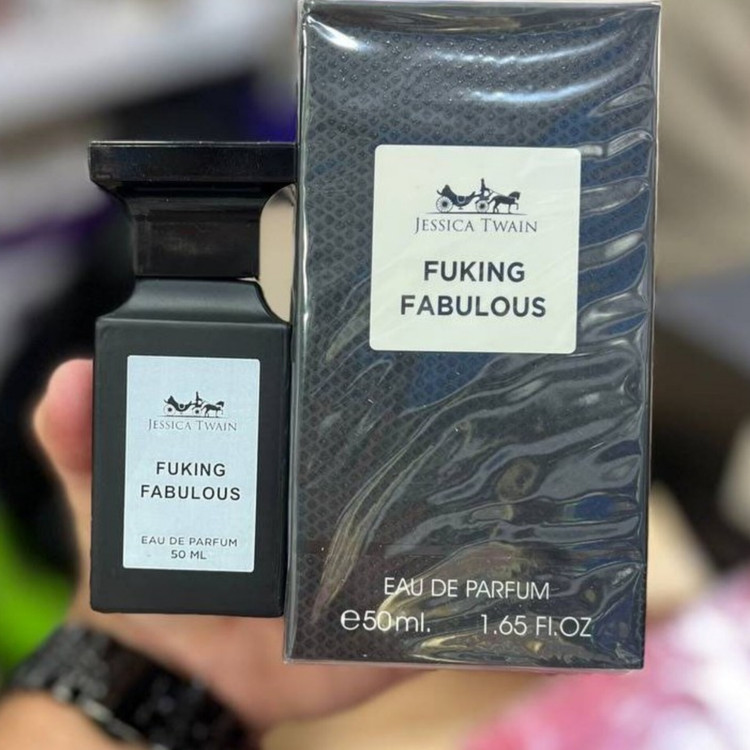 JESSICA TWAIN
FUKING
FABULOUS
EAU DE PARFUM
50 ML
JESSICA TWAIN
FUKING
FABULOUS
EAU DE PARFUM
e50ml. 1.65 Fl.OZ